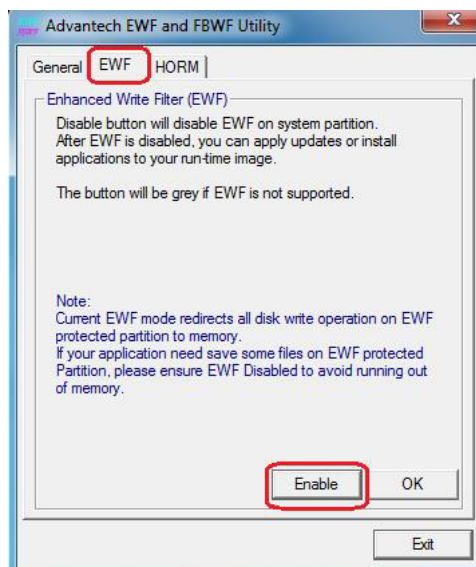 Advantech EWF and FBWF Utility
General EWF HORM
Enhanced Write Filter (EWF)
Disable button will disable EWF on system partition.
After EWF is disabled, you can apply updates or install
applications to your run-time image.
The button will be grey if EWF is not supported.
Note:
Current EWF mode redirects all disk write operation on EWF
protected partition to memory.
If your application need save some files on EWF protected
Partition, please ensure EWF Disabled to avoid running out
of memory.
Enable OK
Exit